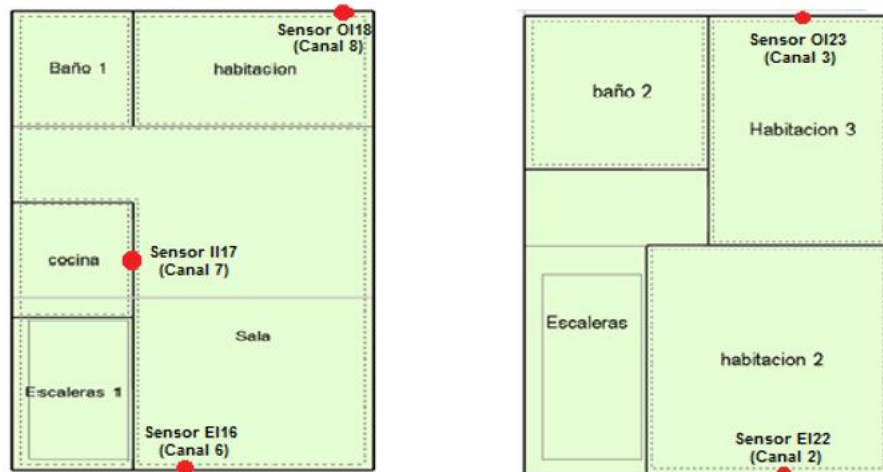 Sensor OI18
(Canal 8)
Baño 1
habitacion
cocina
Sensor II17
(Canal 7)
Sala
Escaleras 1
Sensor EI16
(Canal 6)
Sensor OI23
(Canal 3)
baño 2
Habitacion 3
Escaleras
habitacion 2
Sensor EI22
(Canal 2)